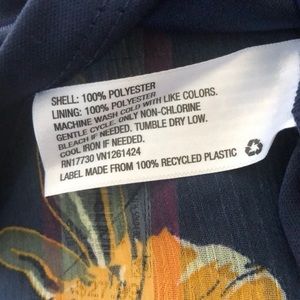 SHELL: 100% POLYESTER
LINING: 100% POLYESTER
MACHINE WASH COLD WITH LIKE COLORS.
GENTLE CYCLE. ONLY NON-CHLORINE
BLEACH IF NEEDED. TUMBLE DRY LOW.
COOL IRON IF NEEDED.
RN17730 VN1261424
LABEL MADE FROM 100% RECYCLED PLASTIC